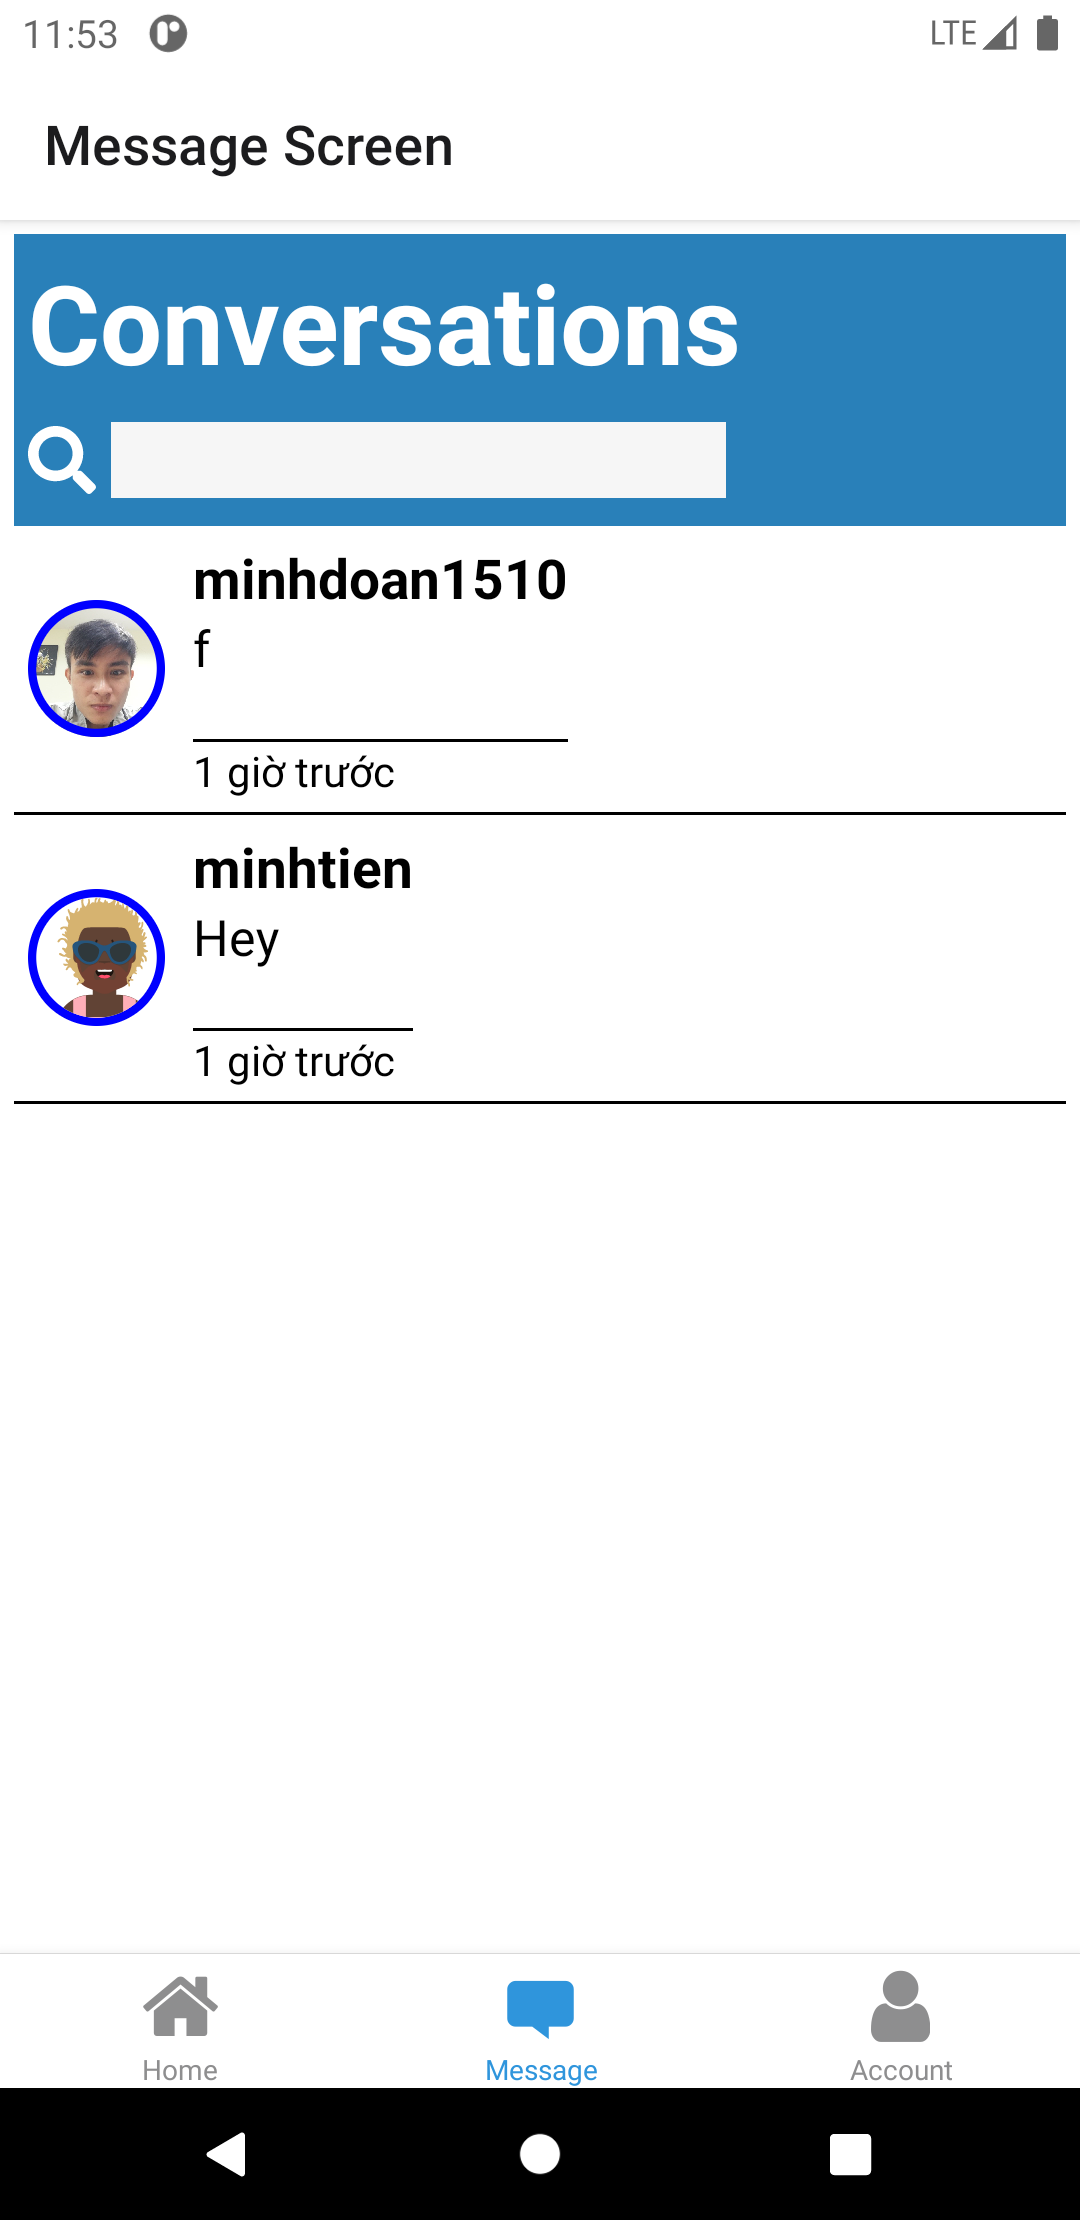 11:53
LTE
Message Screen
Conversations
minhdoan1510
f
1 giờ trước
minhtien
Hey
1 giờ trước
Home
Message
Account